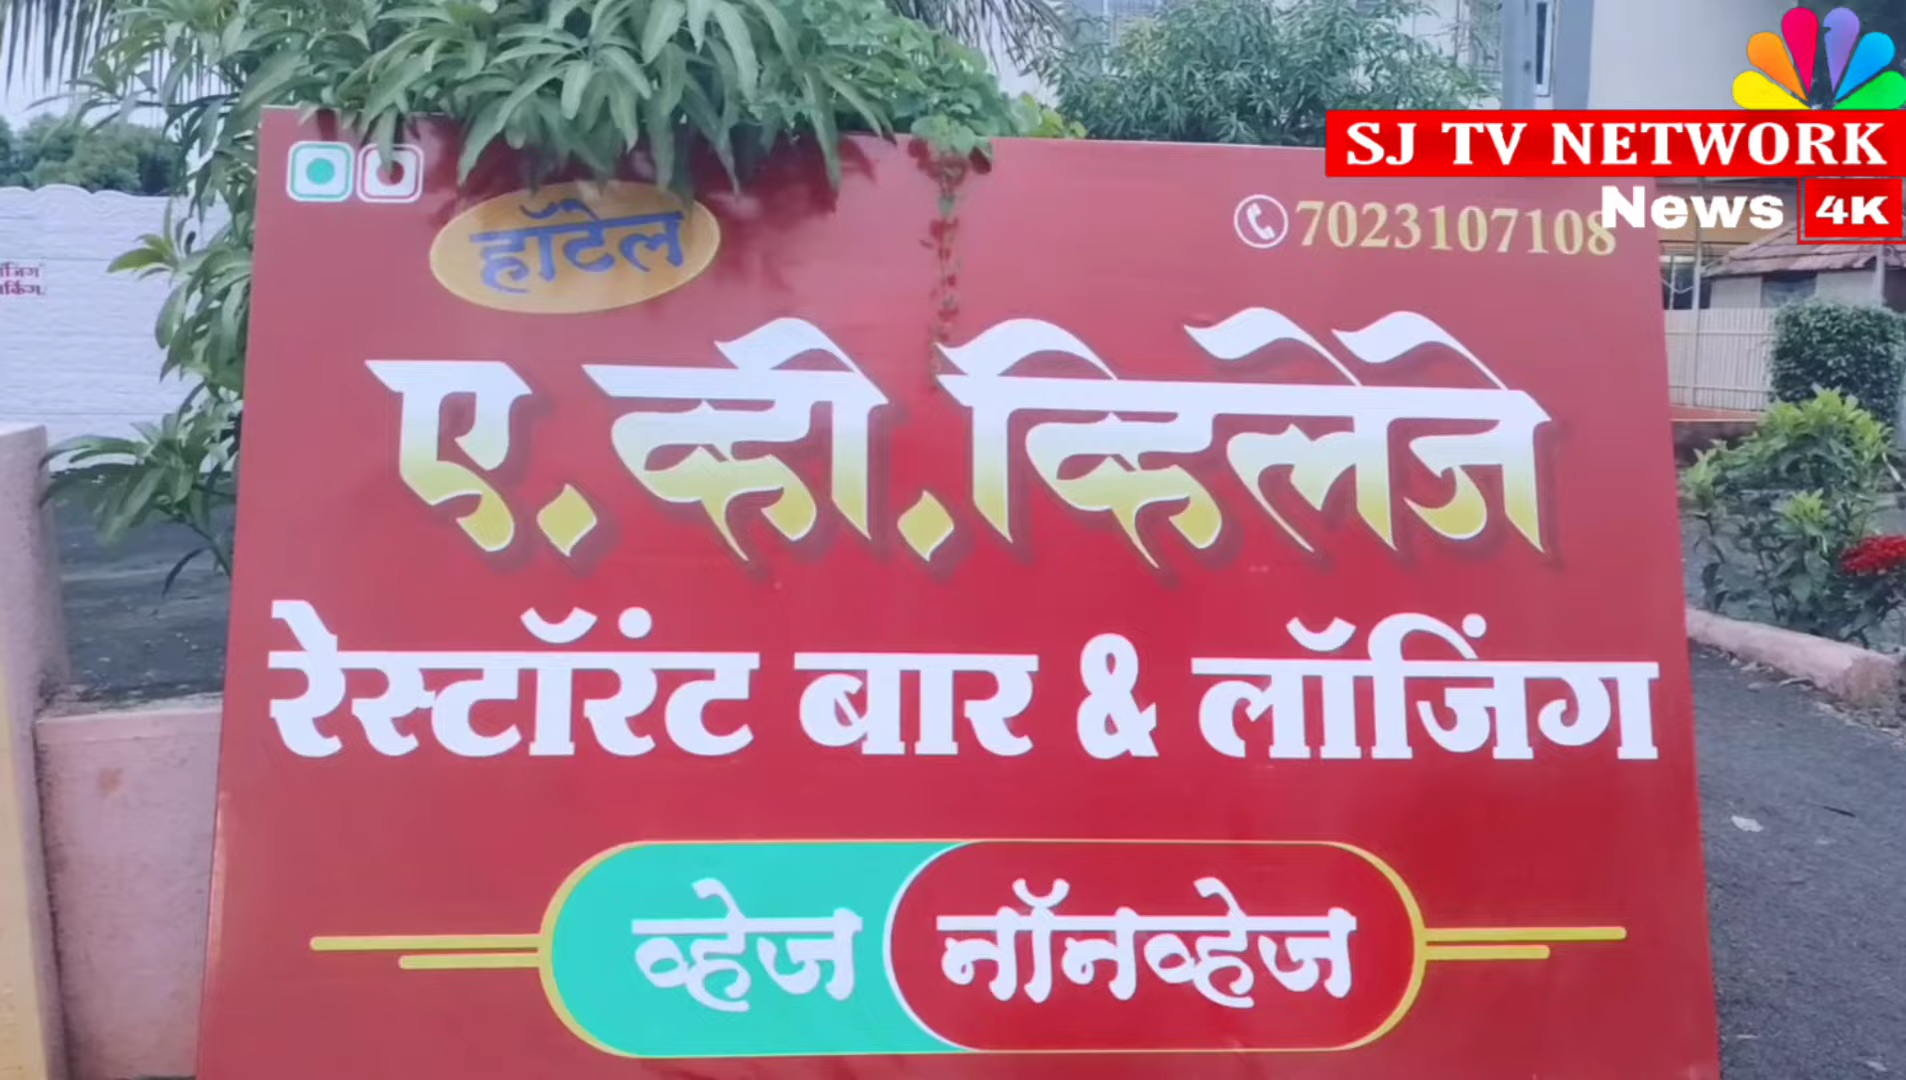 SJ TV NETWORK
News 4K
हॉटेल
7023107108
ए.व्ही.व्हिलेजे
रेस्टॉरंट बार & लॉजिंग
व्हेज नॉनव्हेज